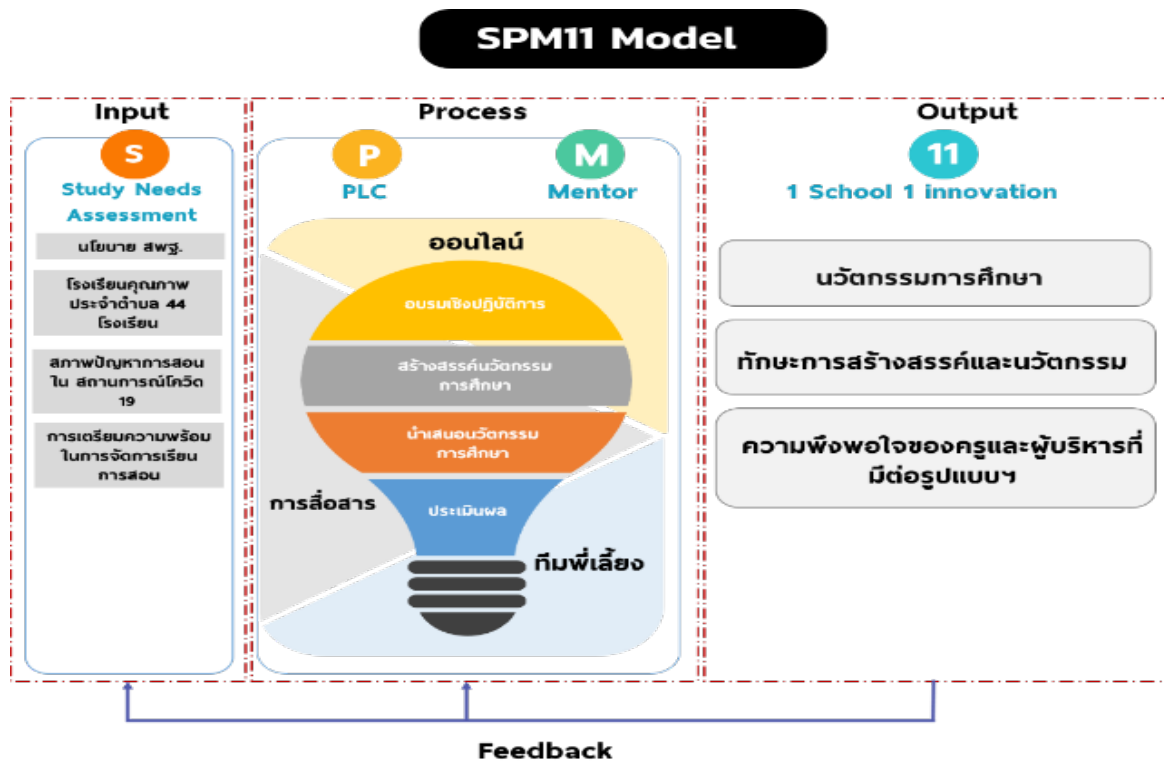 SPM11 Model
Input
S
Study Needs
Assessment
นโยบาย สพฐ.
โรงเรียนคุณภาพ
ประจำตำบล 44
โรงเรียน
สภาพปัญหาการสอน
ใน สถานการณ์โควิด
19
การเตรียมความพร้อม
ในการจัดการเรียน
การสอน
Process
P
PLC
M
Mentor
ออนไลน์
อบรมเชิงปฏิบัติการ
สร้างสรรค์นวัตกรรม
การศึกษา
นำเสนอนวัตกรรม
การศึกษา
การสื่อสาร
ประเมินผล
ทีมพี่เลี้ยง
Output
11
1 School 1 innovation
นวัตกรรมการศึกษา
ทักษะการสร้างสรรค์และนวัตกรรม
ความพึงพอใจของครูและผู้บริหารที่
มีต่อรูปแบบฯ
Feedback